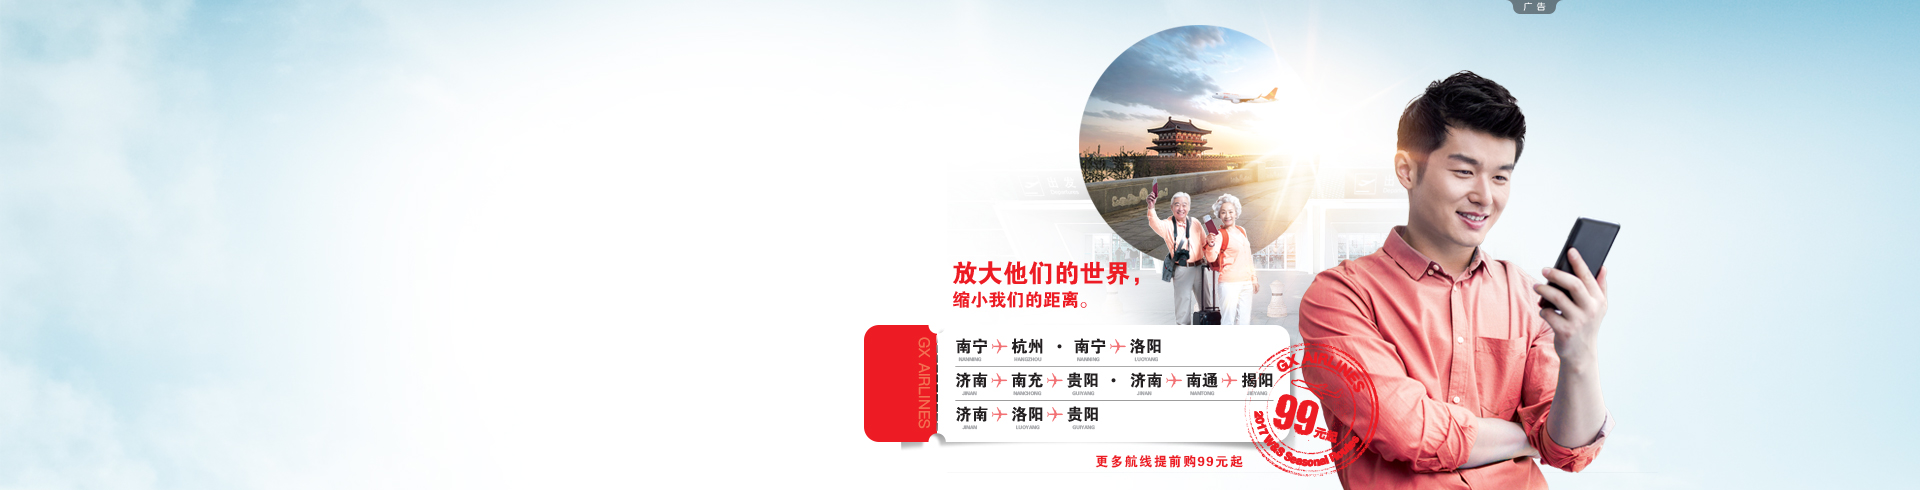 广告
放大他们的世界，
缩小我们的距离。
GX AIRLINES
南宁 杭州 · 南宁 洛阳
NANNING HANGZHOU NANNING LUOYANG
济南 南充 贵阳 · 济南 南通 揭阳
JINAN NANCHONG GUIYANG JINAN NANTONG JIEYANG
济南 洛阳 贵阳
JINAN LUOYANG GUIYANG
GX AIRLINES
99元起
2017 W&S Seasonal
更多航线提前购99元起